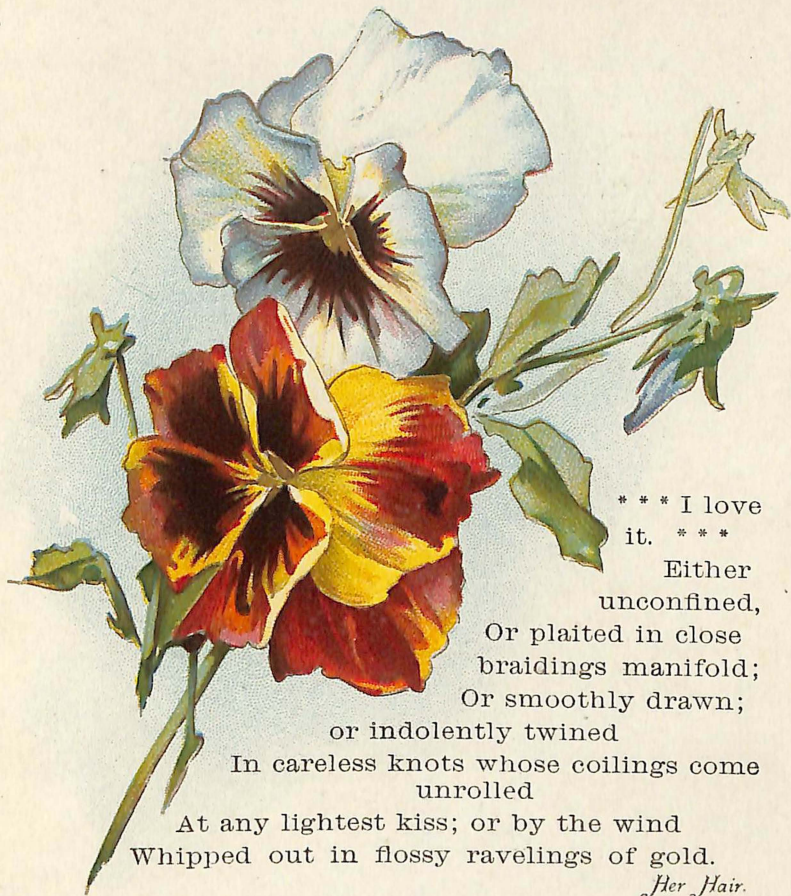 * * * I love
it. * * *
Either
unconfined,
Or plaited in close
braidings manifold;
Or smoothly drawn;
or indolently twined
In careless knots whose coilings come
unrolled
At any lightest kiss; or by the wind
Whipped out in flossy ravelings of gold.
Her Hair.